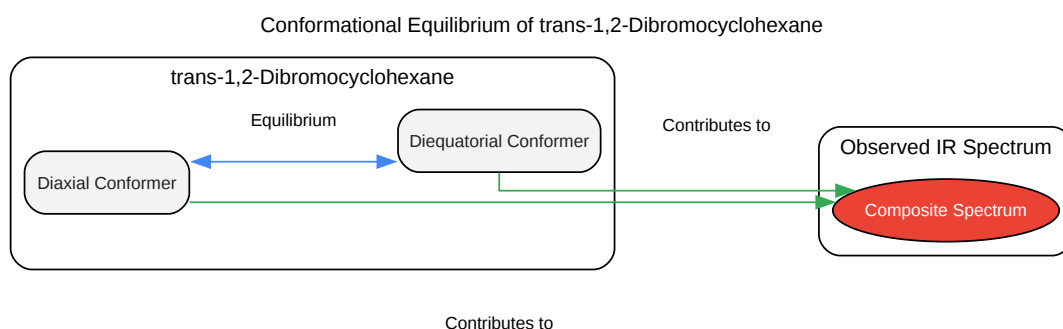 Conformational Equilibrium of trans-1,2-Dibromocyclohexane
trans-1,2-Dibromocyclohexane
Equilibrium
Diequatorial Conformer
Diaxial Conformer
Contributes to
Observed IR Spectrum
Composite Spectrum
Contributes to